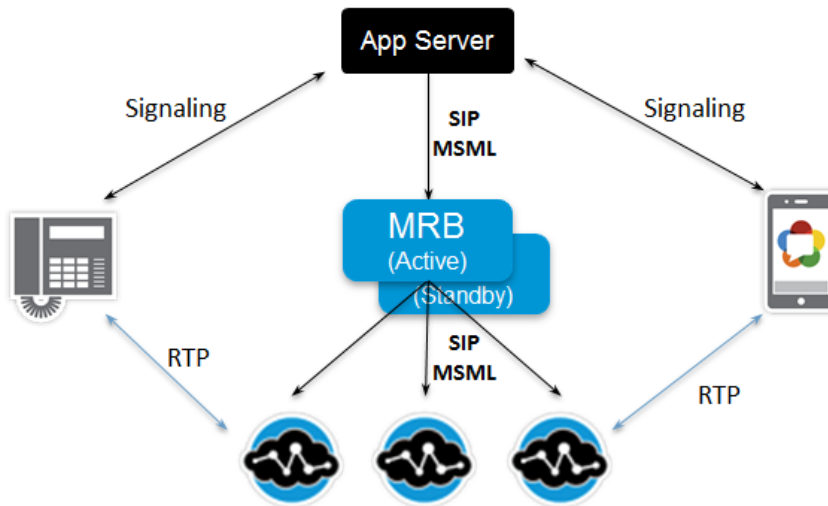 App Server
Signaling
Signaling
SIP
MSML
MRB
(Active)
(Standby)
SIP
MSML
RTP
RTP